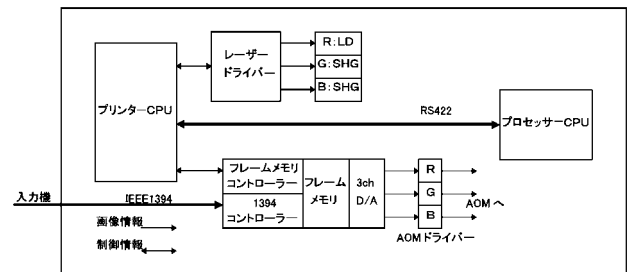 レーザー
ドライバー
R:LD
G:SHG
B:SHG
プリンターCPU
RS422
プロセッサーCPU
フレームメモリ
コントローラー
1394
コントローラー
フレーム
メモリ
3ch
D/A
R
G
B
AOMへ
AOMドライバー
入力機
IEEE1394
画像情報
制御情報